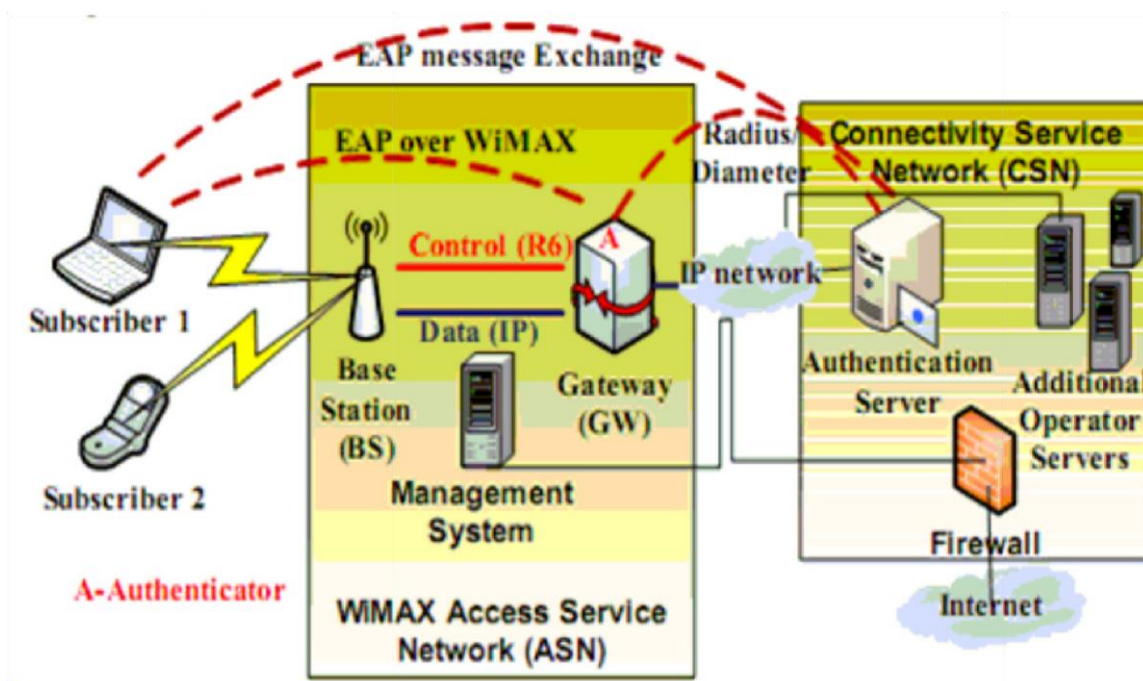 EAP message Exchange
EAP over WiMAX
Radius/
Diameter
Connectivity Service
Network (CSN)
A
Control (R6)
IP network
Subscriber 1
Data (IP)
Base
Station
(BS)
Gateway
(GW)
Authentication
Server
Additional
Operator
Servers
Subscriber 2
Management
System
Firewall
A-Authenticator
WiMAX Access Service
Network (ASN)
Internet